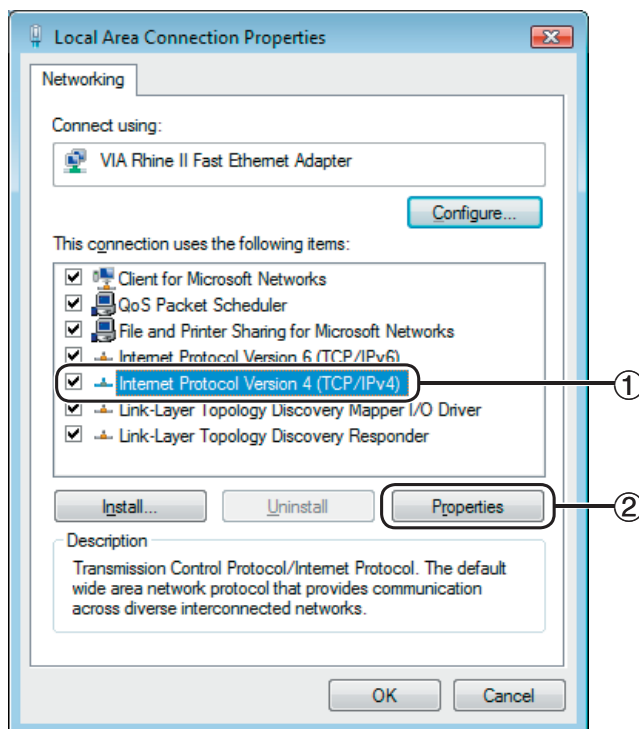 Local Area Connection Properties
Networking
Connect using:
VIA Rhine II Fast Ethernet Adapter
Configure...
This connection uses the following items:
Client for Microsoft Networks
QoS Packet Scheduler
File and Printer Sharing for Microsoft Networks
Internet Protocol Version 6 (TCP/IPv6)
Internet Protocol Version 4 (TCP/IPv4)
①
Link-Layer Topology Discovery Mapper I/O Driver
Link-Layer Topology Discovery Responder
Install...
Uninstall
Properties
②
Description
Transmission Control Protocol/Internet Protocol. The default
wide area network protocol that provides communication
across diverse interconnected networks.
OK
Cancel